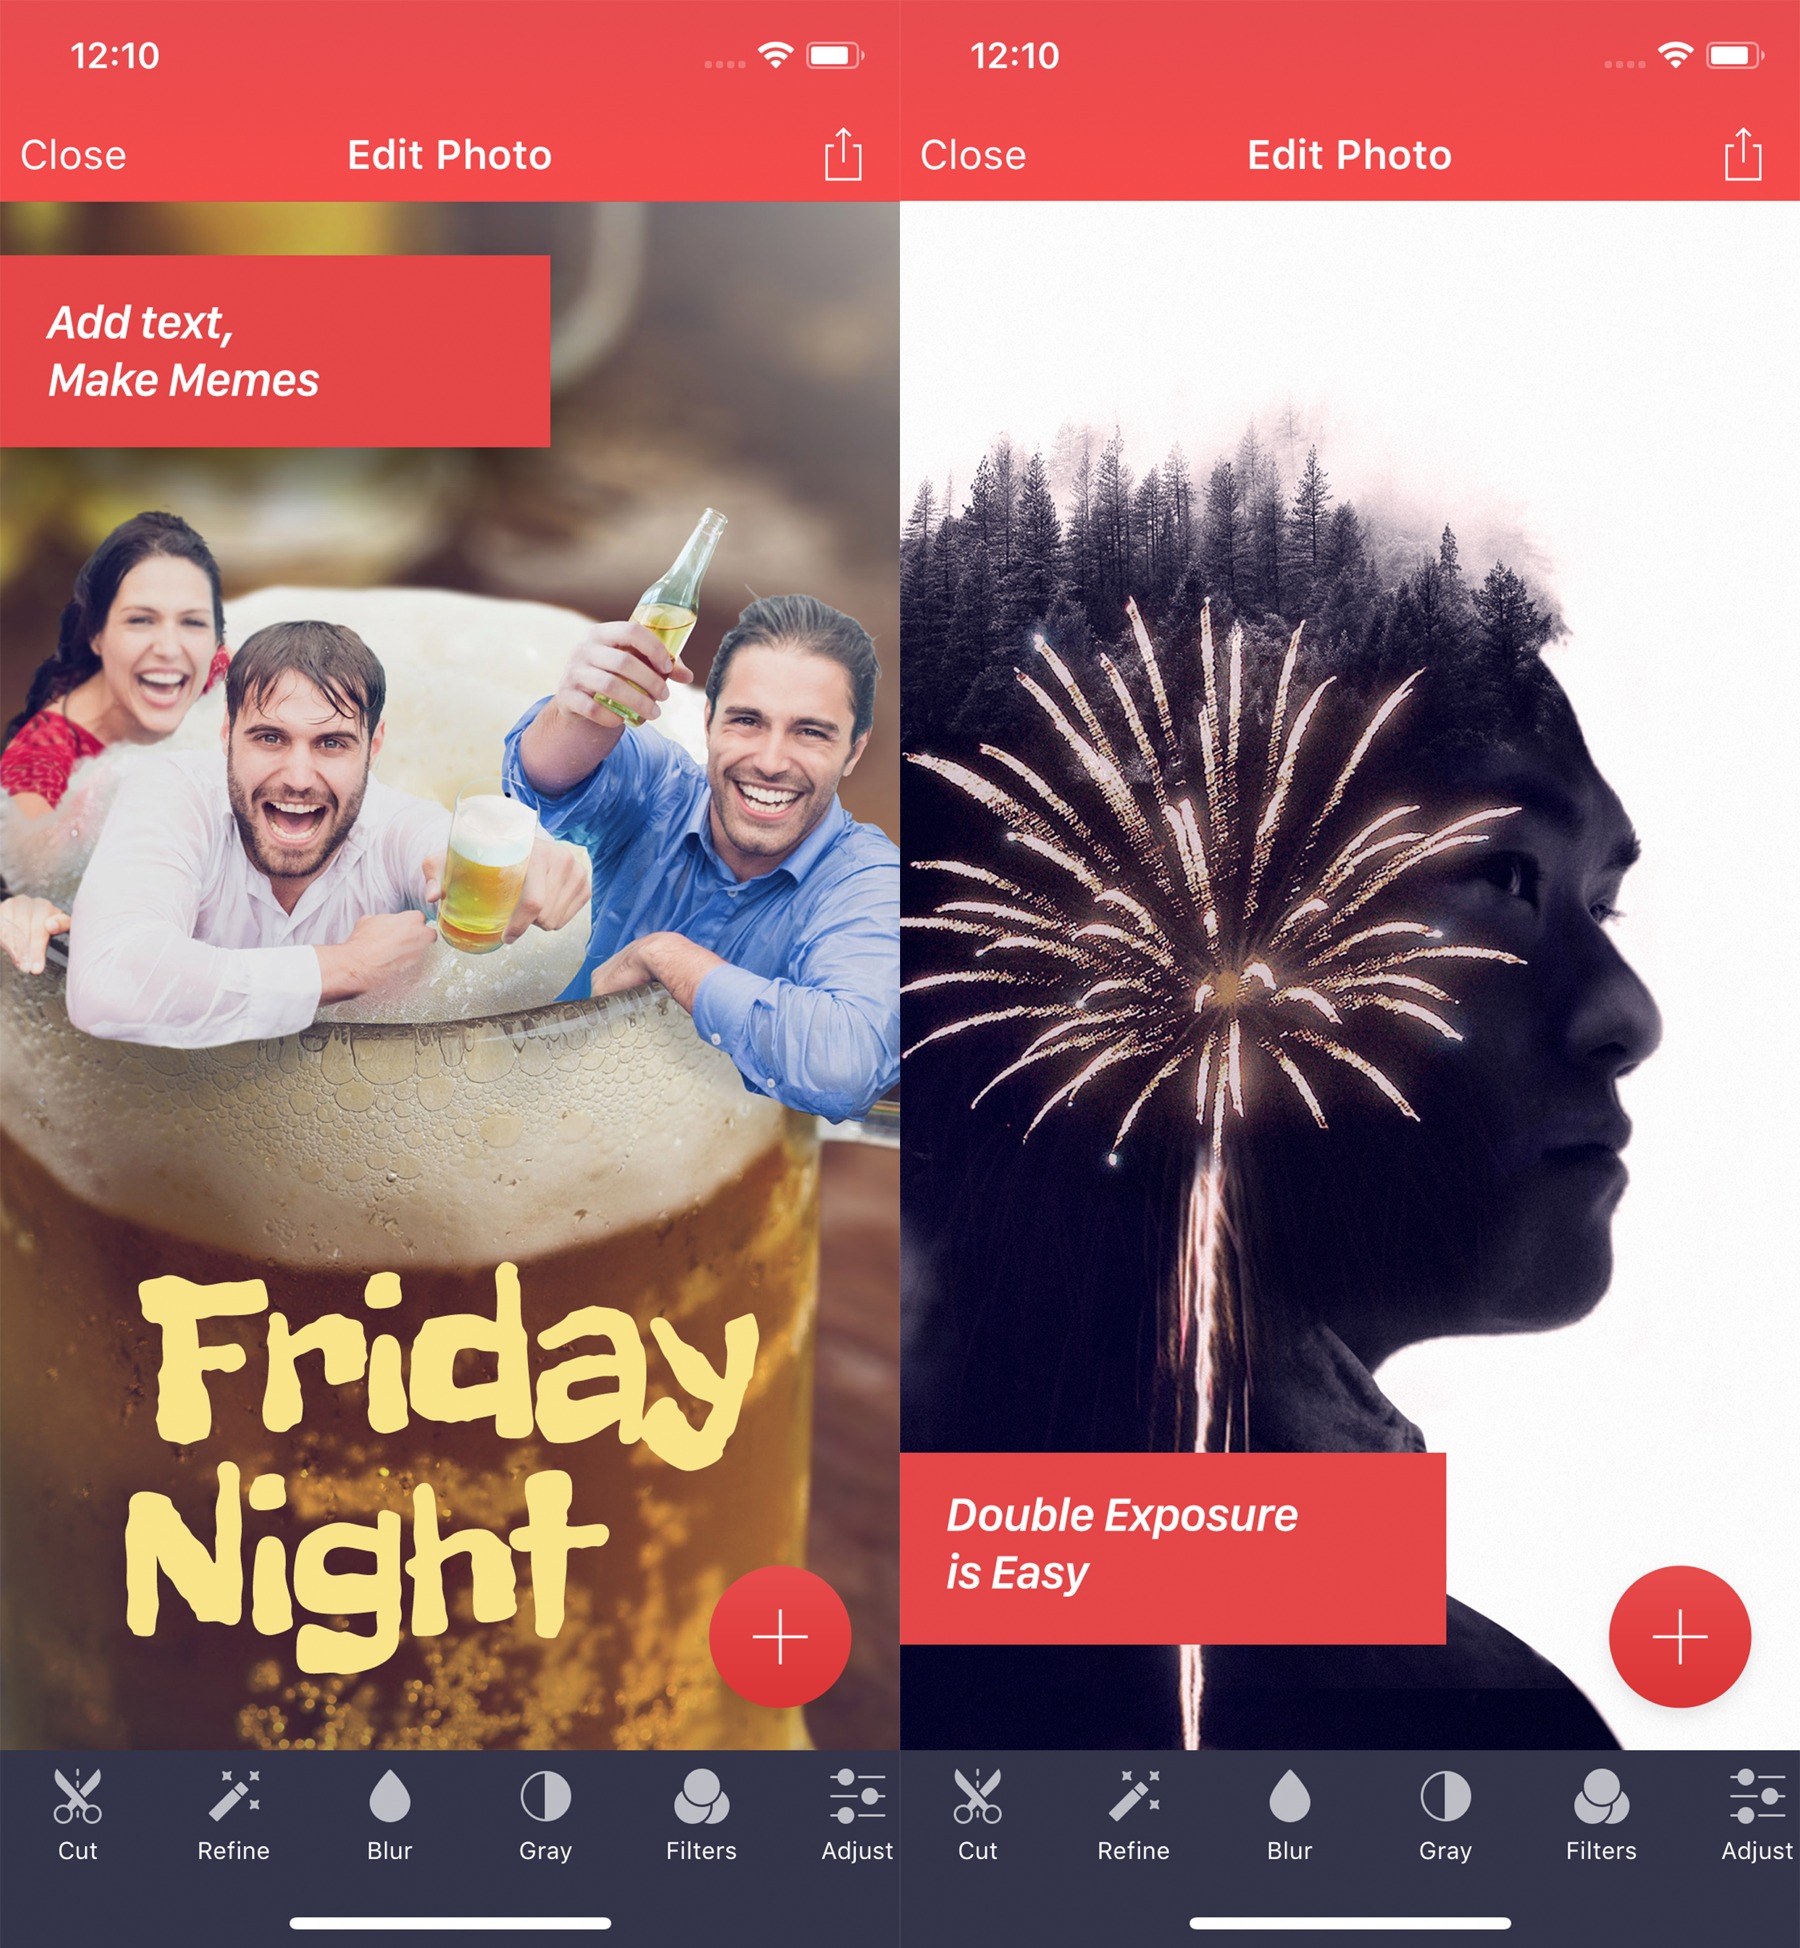 12:10
Close
Edit Photo
Add text,
Make Memes
Friday
Night
Cut
Refine
Blur
Gray
Filters
Adjust
12:10
Close
Edit Photo
Double Exposure
is Easy
Cut
Refine
Blur
Gray
Filters
Adjust